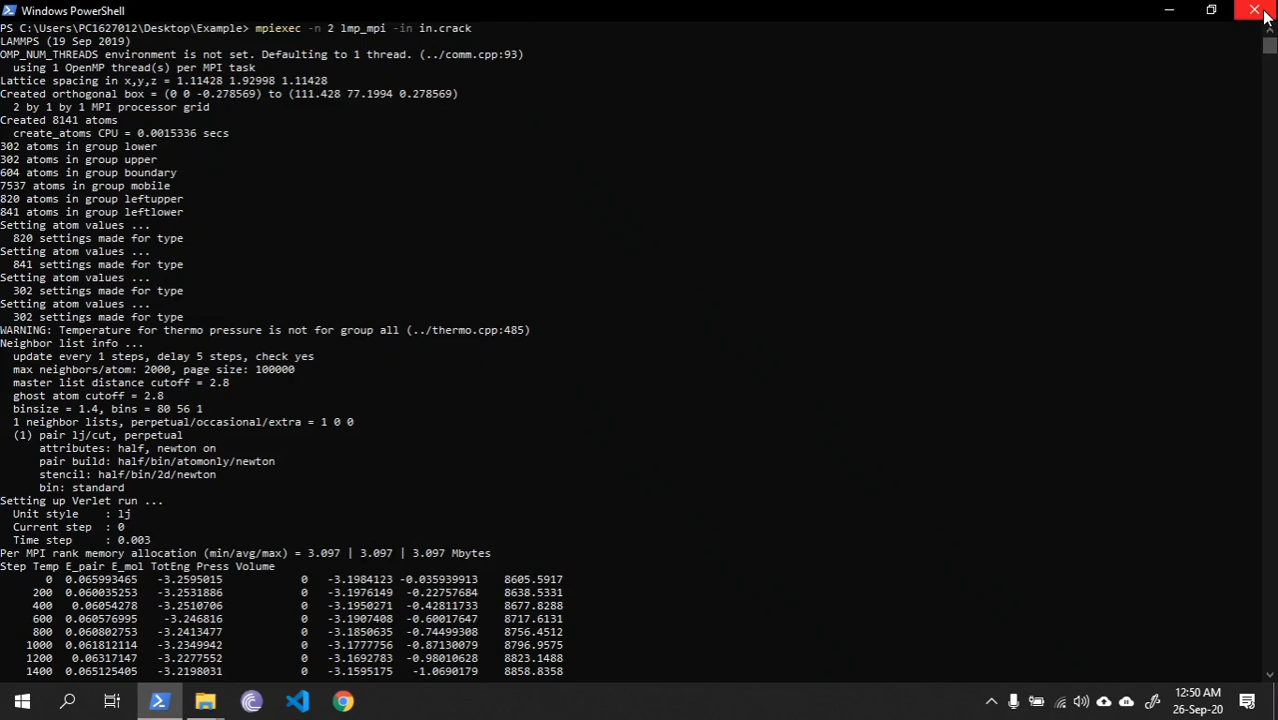 Windows PowerShell
PS C:\Users\PC1627012\Desktop\Example> mpiexec -n 2 lmp_mpi -in in.crack
LAMMPS (19 Sep 2019)
OMP_NUM_THREADS environment is not set. Defaulting to 1 thread. (../comm.cpp:93)
  using 1 OpenMP thread(s) per MPI task
Lattice spacing in x,y,z = 1.11428 1.92998 1.11428
Created orthogonal box = (0 0 -0.278569) to (111.428 77.1994 0.278569)
  2 by 1 by 1 MPI processor grid
Created 8141 atoms
  create_atoms CPU = 0.0015336 secs
302 atoms in group lower
302 atoms in group upper
604 atoms in group boundary
7537 atoms in group mobile
820 atoms in group leftupper
841 atoms in group leftlower
Setting atom values ...
  820 settings made for type
Setting atom values ...
  841 settings made for type
Setting atom values ...
  302 settings made for type
Setting atom values ...
  302 settings made for type
WARNING: Temperature for thermo pressure is not for group all (../thermo.cpp:485)
Neighbor list info ...
  update every 1 steps, delay 5 steps, check yes
  max neighbors/atom: 2000, page size: 100000
  master list distance cutoff = 2.8
  ghost atom cutoff = 2.8
  binsize = 1.4, bins = 80 56 1
  1 neighbor lists, perpetual/occasional/extra = 1 0 0
  (1) pair lj/cut, perpetual
      attributes: half, newton on
      pair build: half/bin/atomonly/newton
      stencil: half/bin/2d/newton
      bin: standard
Setting up Verlet run ...
  Unit style    : lj
  Current step  : 0
  Time step     : 0.003
Per MPI rank memory allocation (min/avg/max) = 3.097 | 3.097 | 3.097 Mbytes
Step Temp E_pair E_mol TotEng Press Volume
       0  0.065993465   -3.2595015            0   -3.1984123 -0.035939913    8605.5917
     200  0.060035253   -3.2531886            0   -3.1976149  -0.22757684    8638.5331
     400   0.06054278   -3.2510706            0   -3.1950271  -0.42811733    8677.8288
     600  0.060576995    -3.246816            0   -3.1907408  -0.60017647    8717.6131
     800  0.060802753   -3.2413477            0   -3.1850635  -0.74499308    8756.4512
    1000  0.061812114   -3.2349942            0   -3.1777756  -0.87130079    8796.9575
    1200   0.06317147   -3.2277552            0   -3.1692783  -0.98010628    8823.1488
    1400  0.065125405   -3.2198031            0   -3.1595175   -1.0690179    8858.8358
12:50 AM
26-Sep-20